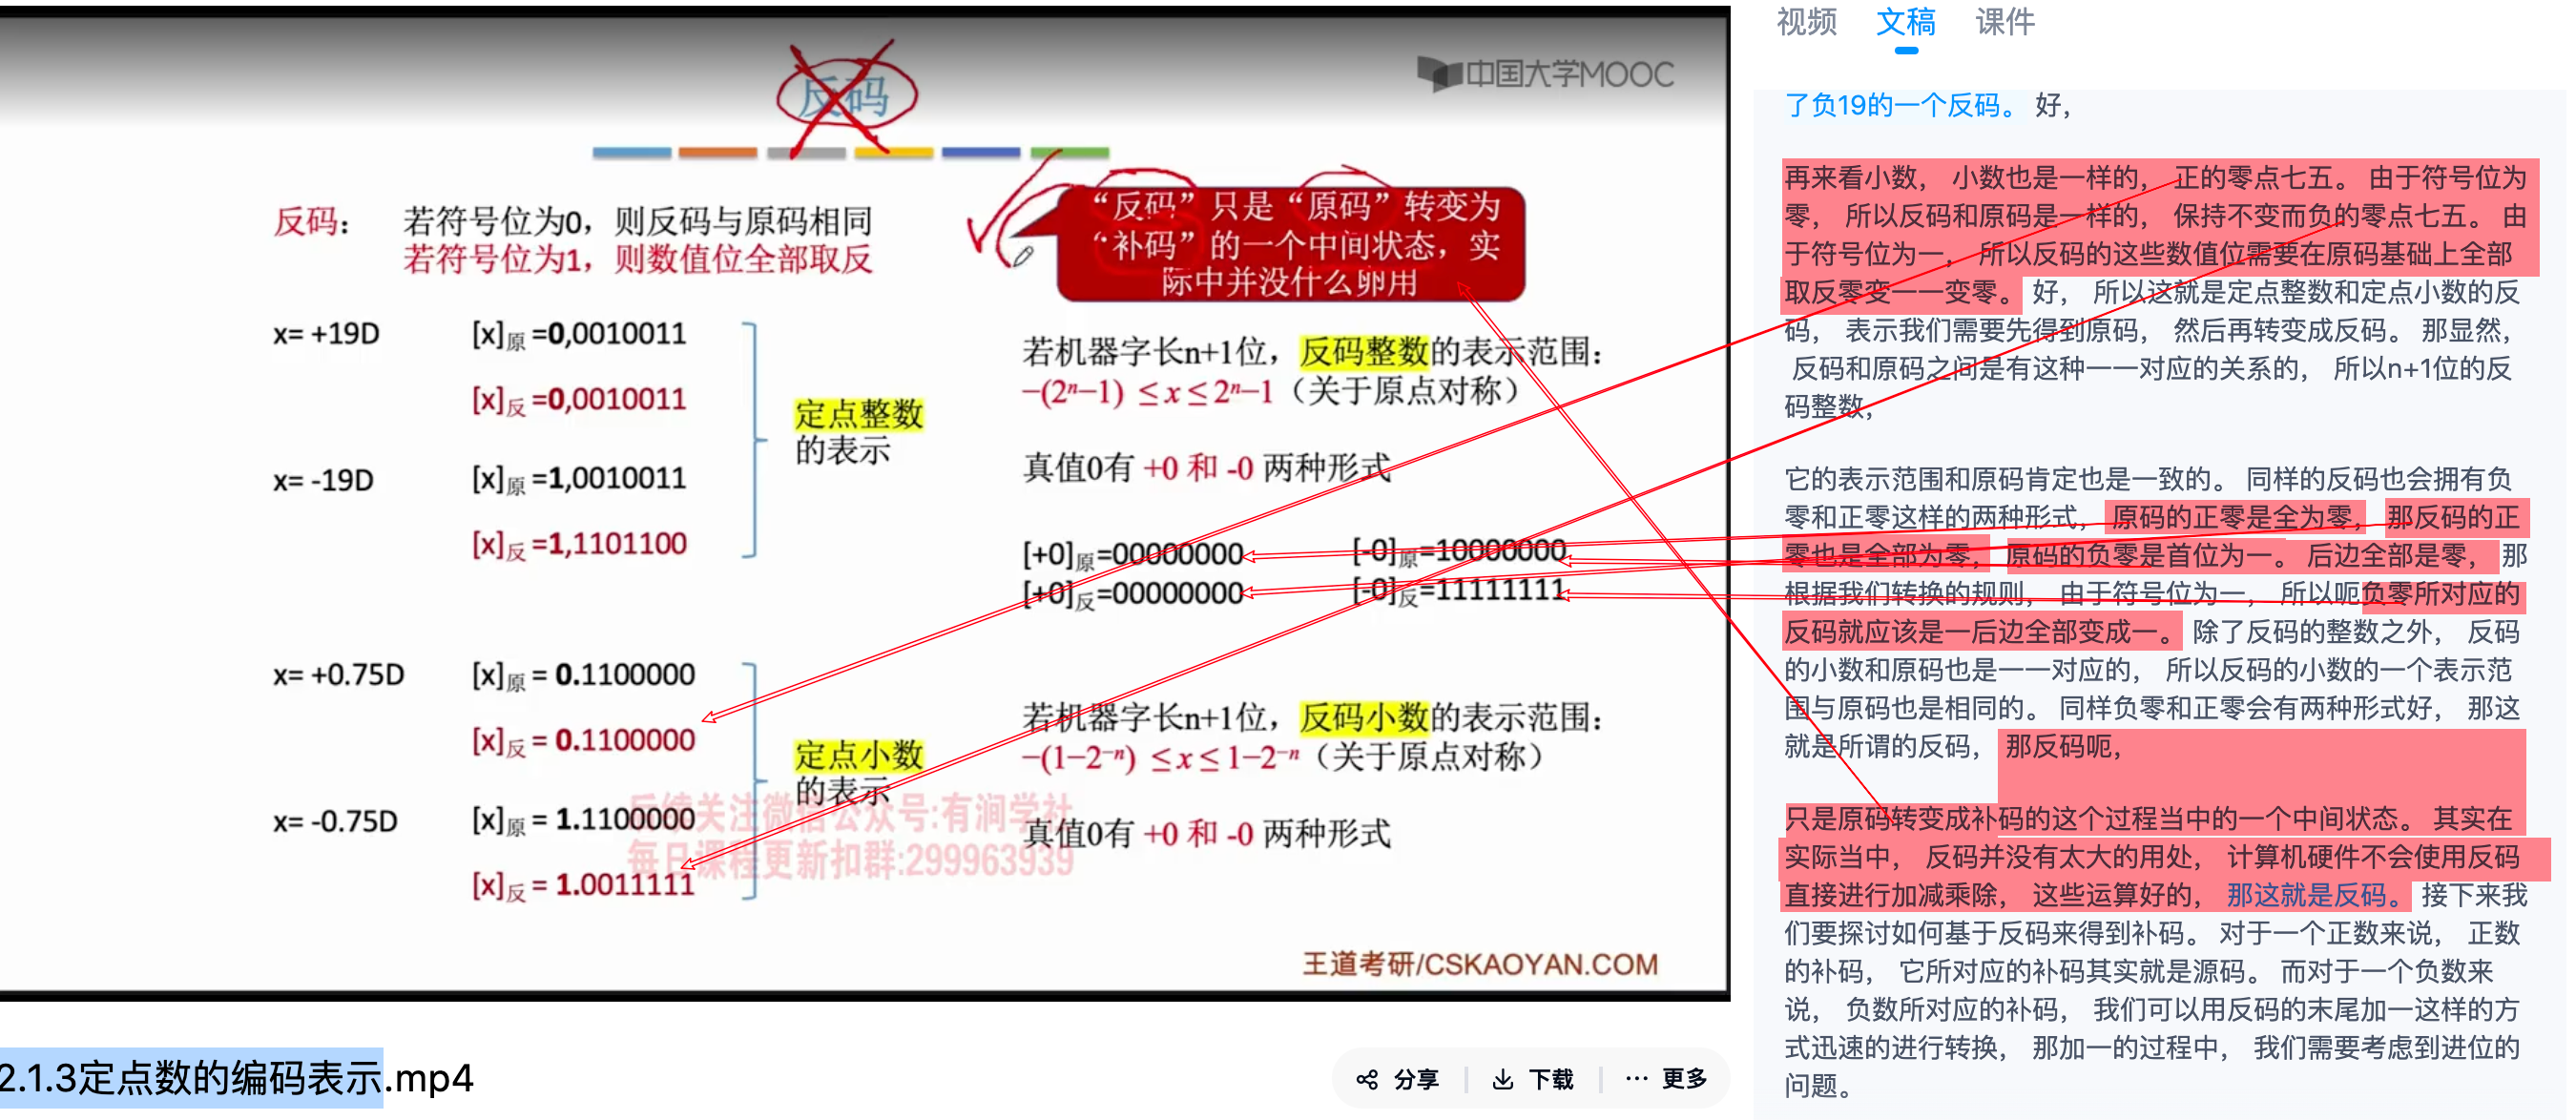 反码
中国大学MOOC
反码： 若符号位为0，则反码与原码相同
若符号位为1，则数值位全部取反
“反码”只是“原码”转变为
“补码”的一个中间状态，实
际中并没什么卵用
x= +19D [x]原 =0,0010011
[x]反 =0,0010011
x= -19D [x]原 =1,0010011
[x]反 =1,1101100
定点整数
的表示
若机器字长n+1位，反码整数的表示范围：
−(2ⁿ−1) ≤ x ≤ 2ⁿ−1（关于原点对称）
真值0有 +0 和 -0 两种形式
[+0]原=00000000 [-0]原=10000000
[+0]反=00000000 [-0]反=11111111
x= +0.75D [x]原 = 0.1100000
[x]反 = 0.1100000
x= -0.75D [x]原 = 1.1100000
[x]反 = 1.0011111
定点小数
的表示
若机器字长n+1位，反码小数的表示范围：
−(1−2⁻ⁿ) ≤ x ≤ 1−2⁻ⁿ（关于原点对称）
真值0有 +0 和 -0 两种形式
后续关注微信公众号:有涧学社
每日课程更新扣群:299963939
王道考研/CSKAOYAN.COM
2.1.3定点数的编码表示.mp4
分享 下载 ··· 更多
视频 文稿 课件
了负19的一个反码。 好，
再来看小数， 小数也是一样的， 正的零点七五。 由于符号位为
零， 所以反码和原码是一样的， 保持不变而负的零点七五。 由
于符号位为一， 所以反码的这些数值位需要在原码基础上全部
取反零变一一变零。 好， 所以这就是定点整数和定点小数的反
码， 表示我们需要先得到原码， 然后再转变成反码。 那显然，
反码和原码之间是有这种一一对应的关系的， 所以n+1位的反
码整数，
它的表示范围和原码肯定也是一致的。 同样的反码也会拥有负
零和正零这样的两种形式， 原码的正零是全为零， 那反码的正
零也是全部为零， 原码的负零是首位为一。 后边全部是零， 那
根据我们转换的规则， 由于符号位为一， 所以呃负零所对应的
反码就应该是一后边全部变成一。 除了反码的整数之外， 反码
的小数和原码也是一一对应的， 所以反码的小数的一个表示范
围与原码也是相同的。 同样负零和正零会有两种形式好， 那这
就是所谓的反码， 那反码呃，
只是原码转变成补码的这个过程当中的一个中间状态。 其实在
实际当中， 反码并没有太大的用处， 计算机硬件不会使用反码
直接进行加减乘除， 这些运算好的， 那这就是反码。 接下来我
们要探讨如何基于反码来得到补码。 对于一个正数来说， 正数
的补码， 它所对应的补码其实就是源码。 而对于一个负数来
说， 负数所对应的补码， 我们可以用反码的末尾加一这样的方
式迅速的进行转换， 那加一的过程中， 我们需要考虑到进位的
问题。